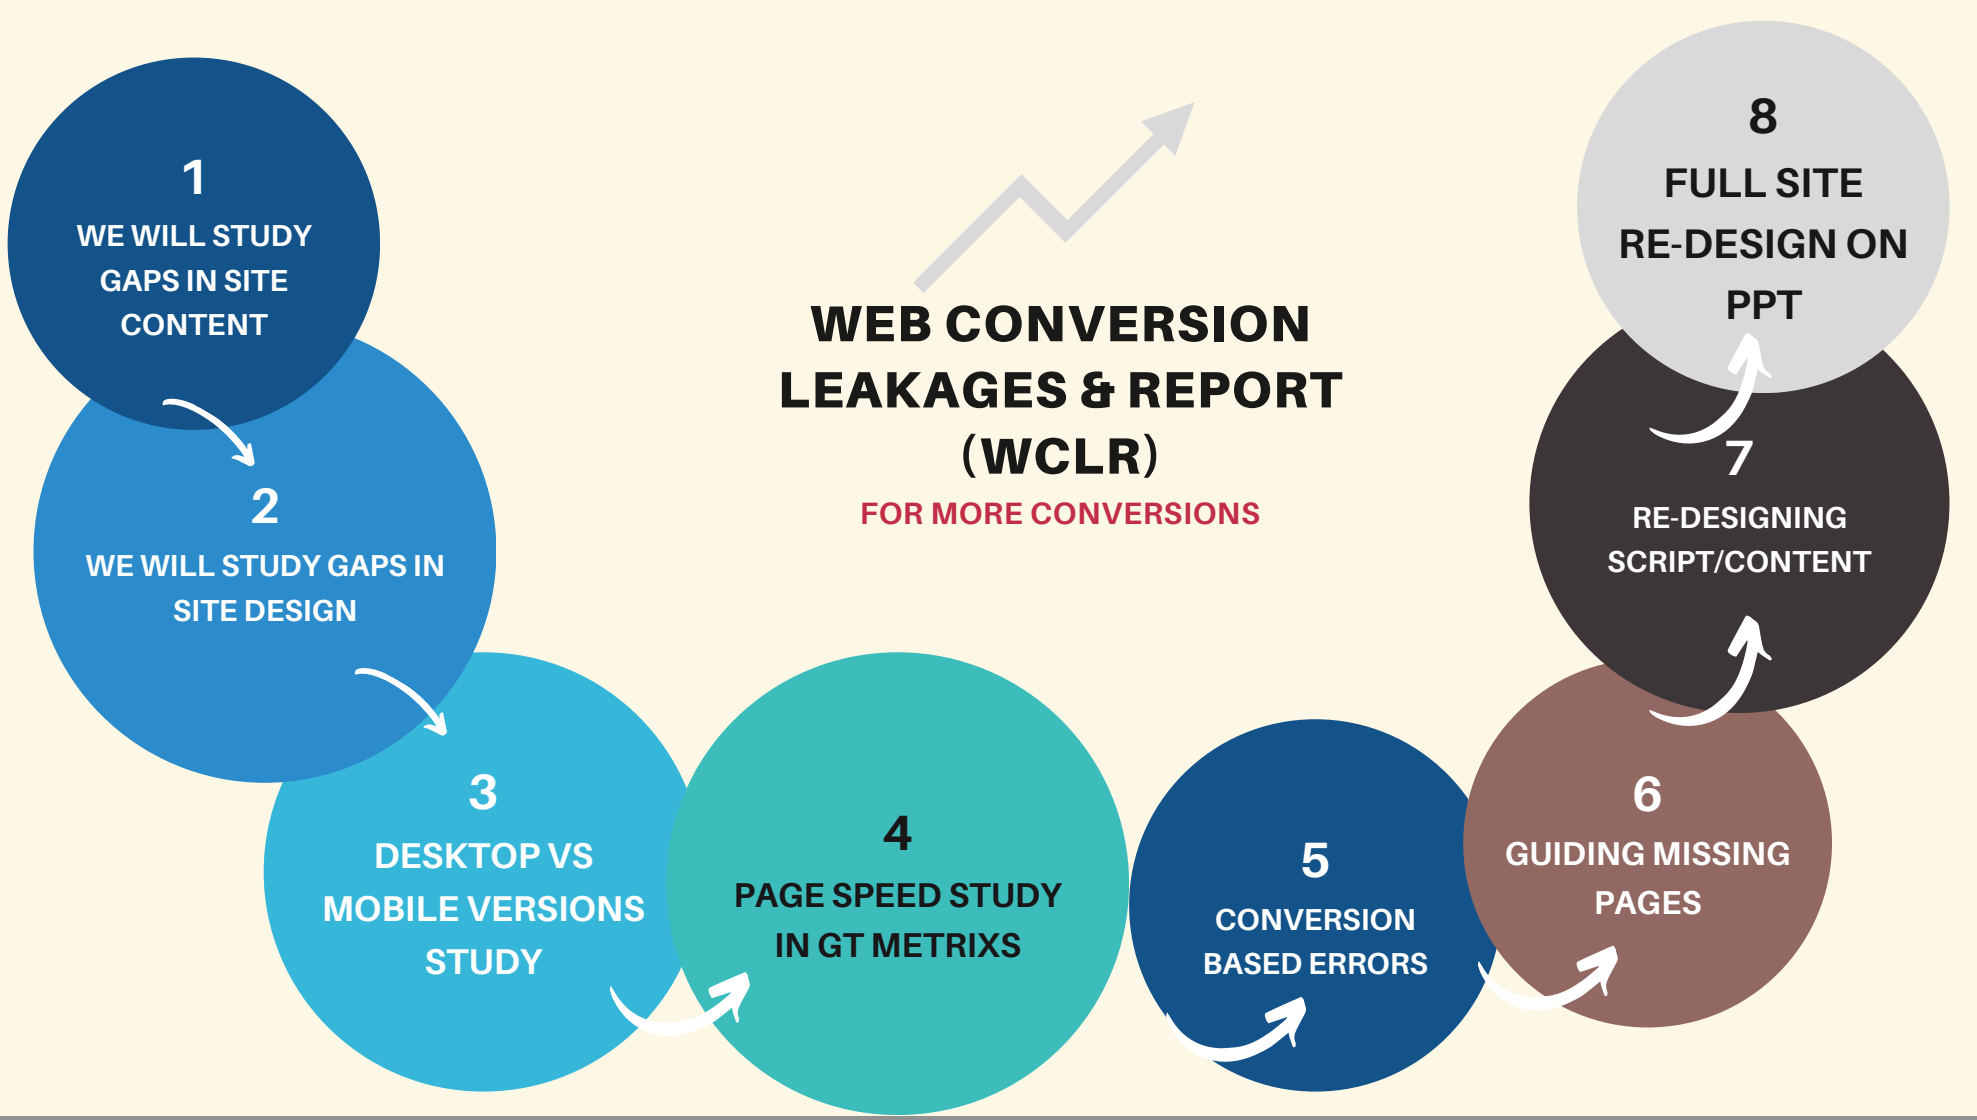 WEB CONVERSION
LEAKAGES & REPORT
(WCLR)
FOR MORE CONVERSIONS
1
WE WILL STUDY
GAPS IN SITE
CONTENT
2
WE WILL STUDY GAPS IN
SITE DESIGN
3
DESKTOP VS
MOBILE VERSIONS
STUDY
4
PAGE SPEED STUDY
IN GT METRIXS
5
CONVERSION
BASED ERRORS
6
GUIDING MISSING
PAGES
7
RE-DESIGNING
SCRIPT/CONTENT
8
FULL SITE
RE-DESIGN ON
PPT